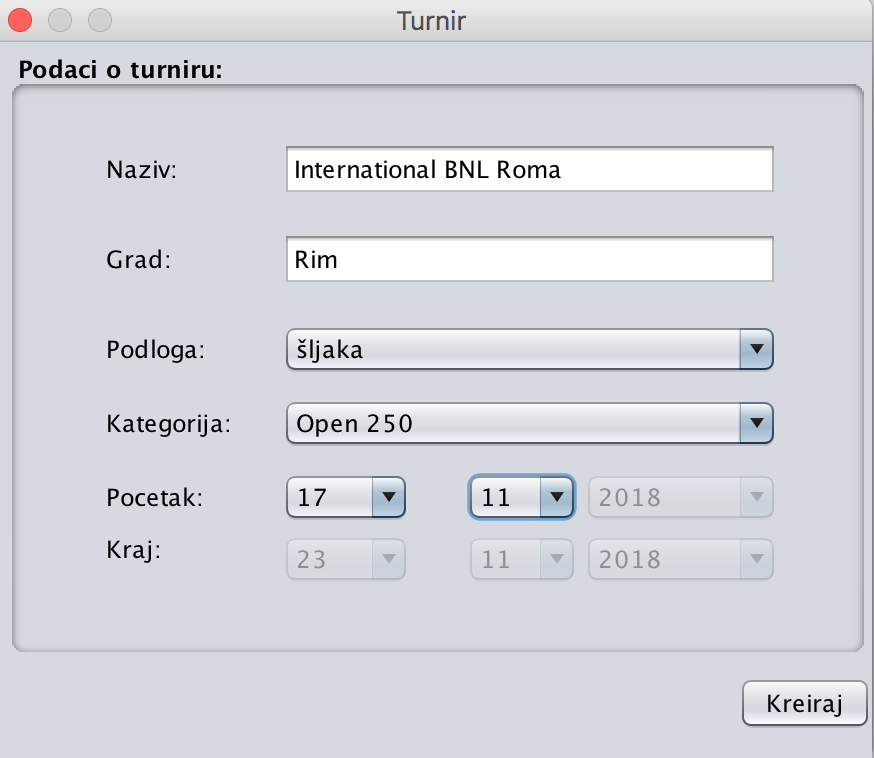 Turnir
Podaci o turniru:
Naziv: International BNL Roma
Grad: Rim
Podloga: šljaka
Kategorija: Open 250
Pocetak: 17 11 2018
Kraj: 23 11 2018
Kreiraj